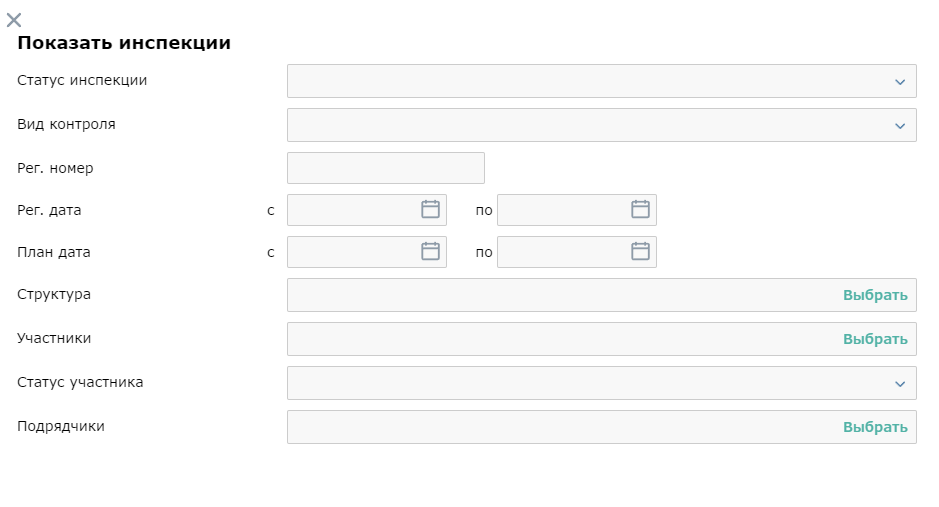 Показать инспекции
Статус инспекции
Вид контроля
Рег. номер
Рег. дата с по
План дата с по
Структура Выбрать
Участники Выбрать
Статус участника
Подрядчики Выбрать